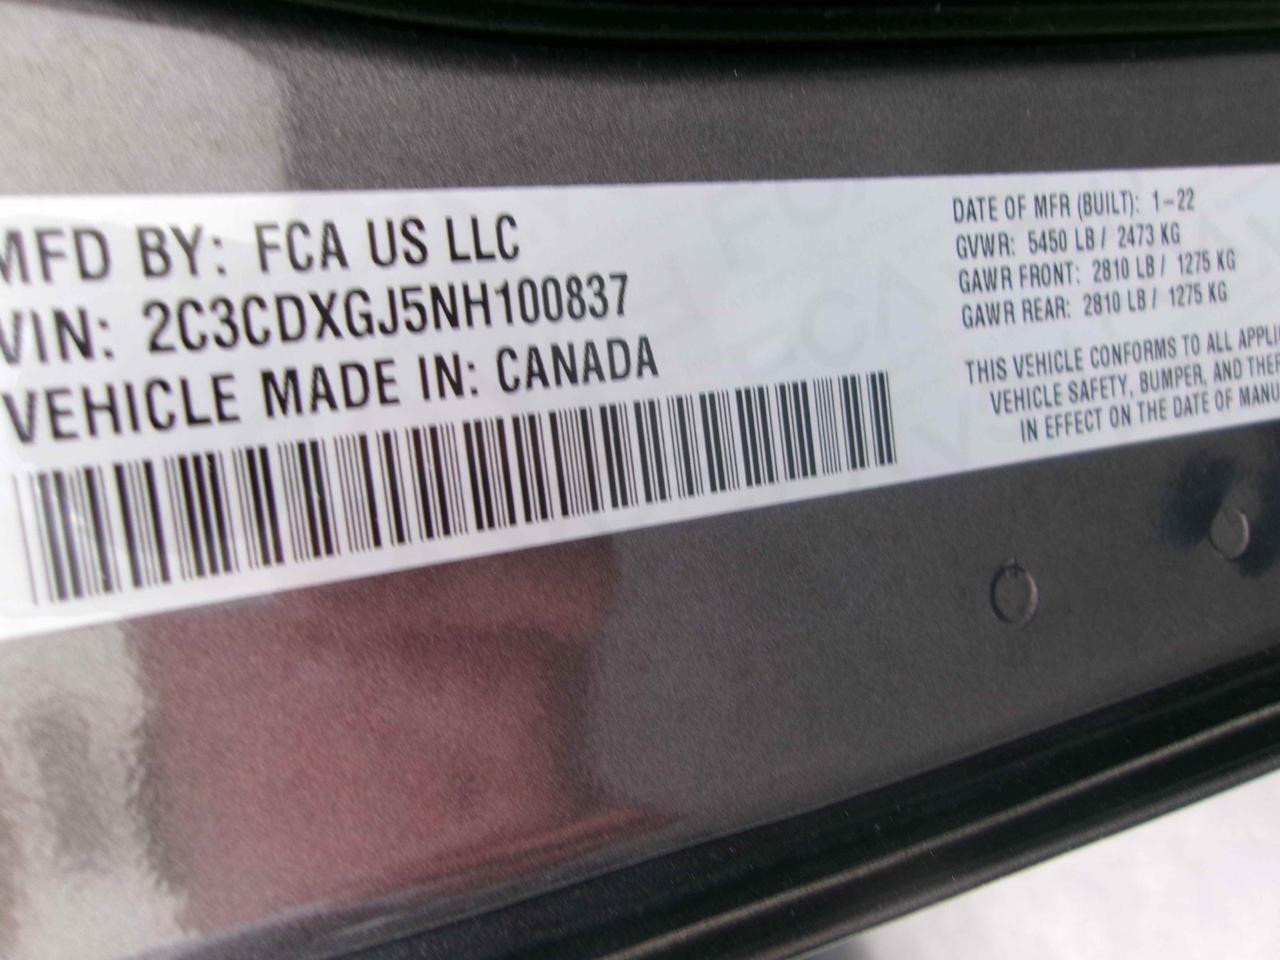 MFD BY: FCA US LLC
VIN: 2C3CDXGJ5NH100837
VEHICLE MADE IN: CANADA
DATE OF MFR (BUILT): 1-22
GVWR: 5450 LB / 2473 KG
GAWR FRONT: 2810 LB / 1275 KG
GAWR REAR: 2810 LB / 1275 KG
THIS VEHICLE CONFORMS TO ALL APPLI
VEHICLE SAFETY, BUMPER, AND THEF
IN EFFECT ON THE DATE OF MANU